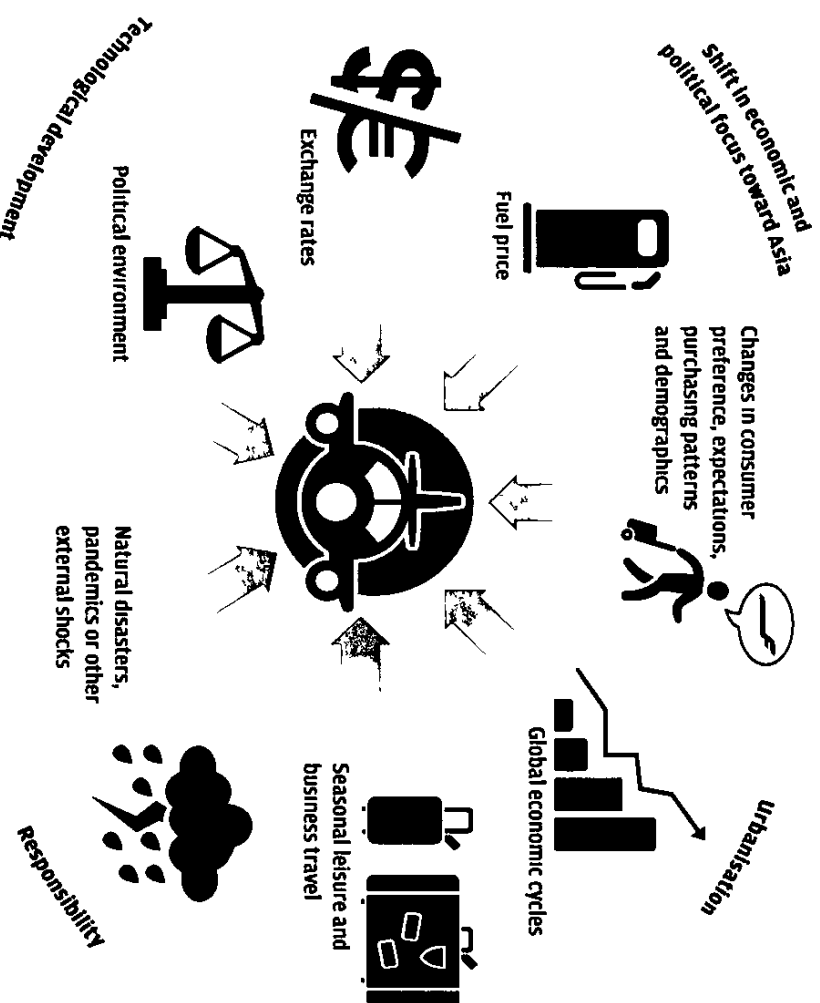 Shift in economic and
political focus toward Asia
Technological development
Fuel price
Exchange rates
Political environment
Changes in consumer
preference, expectations,
purchasing patterns
and demographics
Natural disasters,
pandemics or other
external shocks
Global economic cycles
Seasonal leisure and
business travel
Urbanisation
Responsibility